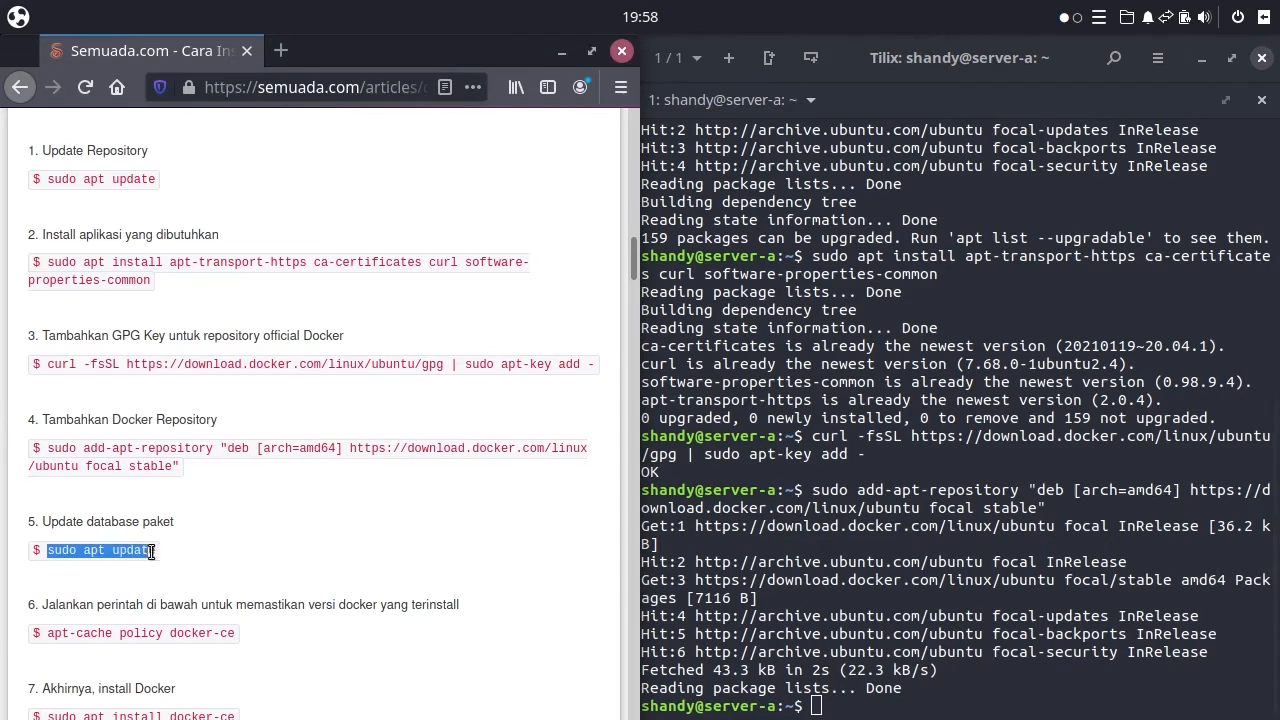 19:58
Semuada.com - Cara Ins
https://semuada.com/articles/c
1. Update Repository
$ sudo apt update
2. Install aplikasi yang dibutuhkan
$ sudo apt install apt-transport-https ca-certificates curl software-
properties-common
3. Tambahkan GPG Key untuk repository official Docker
$ curl -fsSL https://download.docker.com/linux/ubuntu/gpg | sudo apt-key add -
4. Tambahkan Docker Repository
$ sudo add-apt-repository "deb [arch=amd64] https://download.docker.com/linux
/ubuntu focal stable"
5. Update database paket
$ sudo apt update
6. Jalankan perintah di bawah untuk memastikan versi docker yang terinstall
$ apt-cache policy docker-ce
7. Akhirnya, install Docker
$ sudo apt install docker-ce
1 / 1
Tilix: shandy@server-a: ~
1: shandy@server-a: ~
Hit:2 http://archive.ubuntu.com/ubuntu focal-updates InRelease
Hit:3 http://archive.ubuntu.com/ubuntu focal-backports InRelease
Hit:4 http://archive.ubuntu.com/ubuntu focal-security InRelease
Reading package lists... Done
Building dependency tree
Reading state information... Done
159 packages can be upgraded. Run 'apt list --upgradable' to see them.
shandy@server-a:~$ sudo apt install apt-transport-https ca-certificate
s curl software-properties-common
Reading package lists... Done
Building dependency tree
Reading state information... Done
ca-certificates is already the newest version (20210119~20.04.1).
curl is already the newest version (7.68.0-1ubuntu2.4).
software-properties-common is already the newest version (0.98.9.4).
apt-transport-https is already the newest version (2.0.4).
0 upgraded, 0 newly installed, 0 to remove and 159 not upgraded.
shandy@server-a:~$ curl -fsSL https://download.docker.com/linux/ubuntu
/gpg | sudo apt-key add -
OK
shandy@server-a:~$ sudo add-apt-repository "deb [arch=amd64] https://d
ownload.docker.com/linux/ubuntu focal stable"
Get:1 https://download.docker.com/linux/ubuntu focal InRelease [36.2 k
B]
Hit:2 http://archive.ubuntu.com/ubuntu focal InRelease
Get:3 https://download.docker.com/linux/ubuntu focal/stable amd64 Pack
ages [7116 B]
Hit:4 http://archive.ubuntu.com/ubuntu focal-updates InRelease
Hit:5 http://archive.ubuntu.com/ubuntu focal-backports InRelease
Hit:6 http://archive.ubuntu.com/ubuntu focal-security InRelease
Fetched 43.3 kB in 2s (22.3 kB/s)
Reading package lists... Done
shandy@server-a:~$